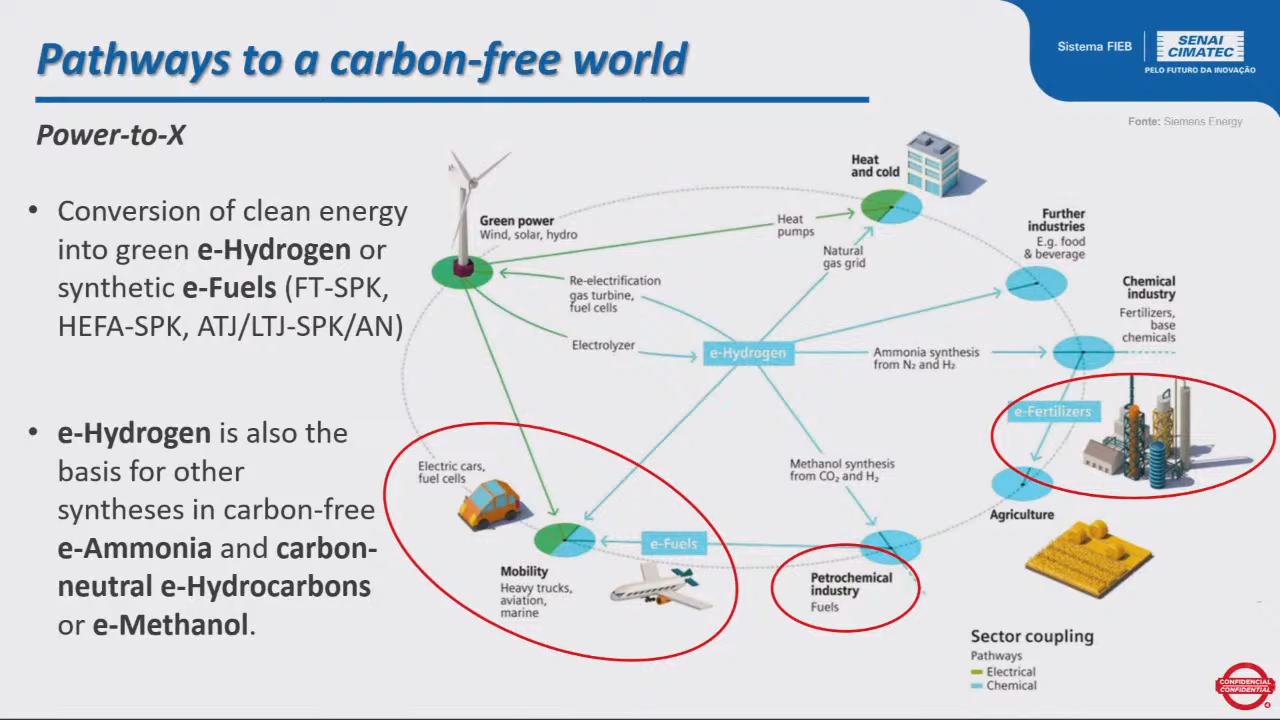 Pathways to a carbon-free world
Sistema FIEB
SENAI
CIMATEC
PELO FUTURO DA INOVAÇÃO
Fonte: Siemens Energy
Power-to-X
• Conversion of clean energy
into green e-Hydrogen or
synthetic e-Fuels (FT-SPK,
HEFA-SPK, ATJ/LTJ-SPK/AN)
• e-Hydrogen is also the
basis for other
syntheses in carbon-free
e-Ammonia and carbon-
neutral e-Hydrocarbons
or e-Methanol.
Green power
Wind, solar, hydro
Heat
and cold
Heat
pumps
Natural
gas grid
Further
industries
E.g. food
& beverage
Chemical
industry
Fertilizers,
base
chemicals
Re-electrification
gas turbine,
fuel cells
Electrolyzer
e-Hydrogen
Ammonia synthesis
from N₂ and H₂
e-Fertilizers
Electric cars,
fuel cells
Methanol synthesis
from CO₂ and H₂
Agriculture
e-Fuels
Mobility
Heavy trucks,
aviation,
marine
Petrochemical
industry
Fuels
Sector coupling
Pathways
Electrical
Chemical
CONFIDENCIAL
CONFIDENTIAL